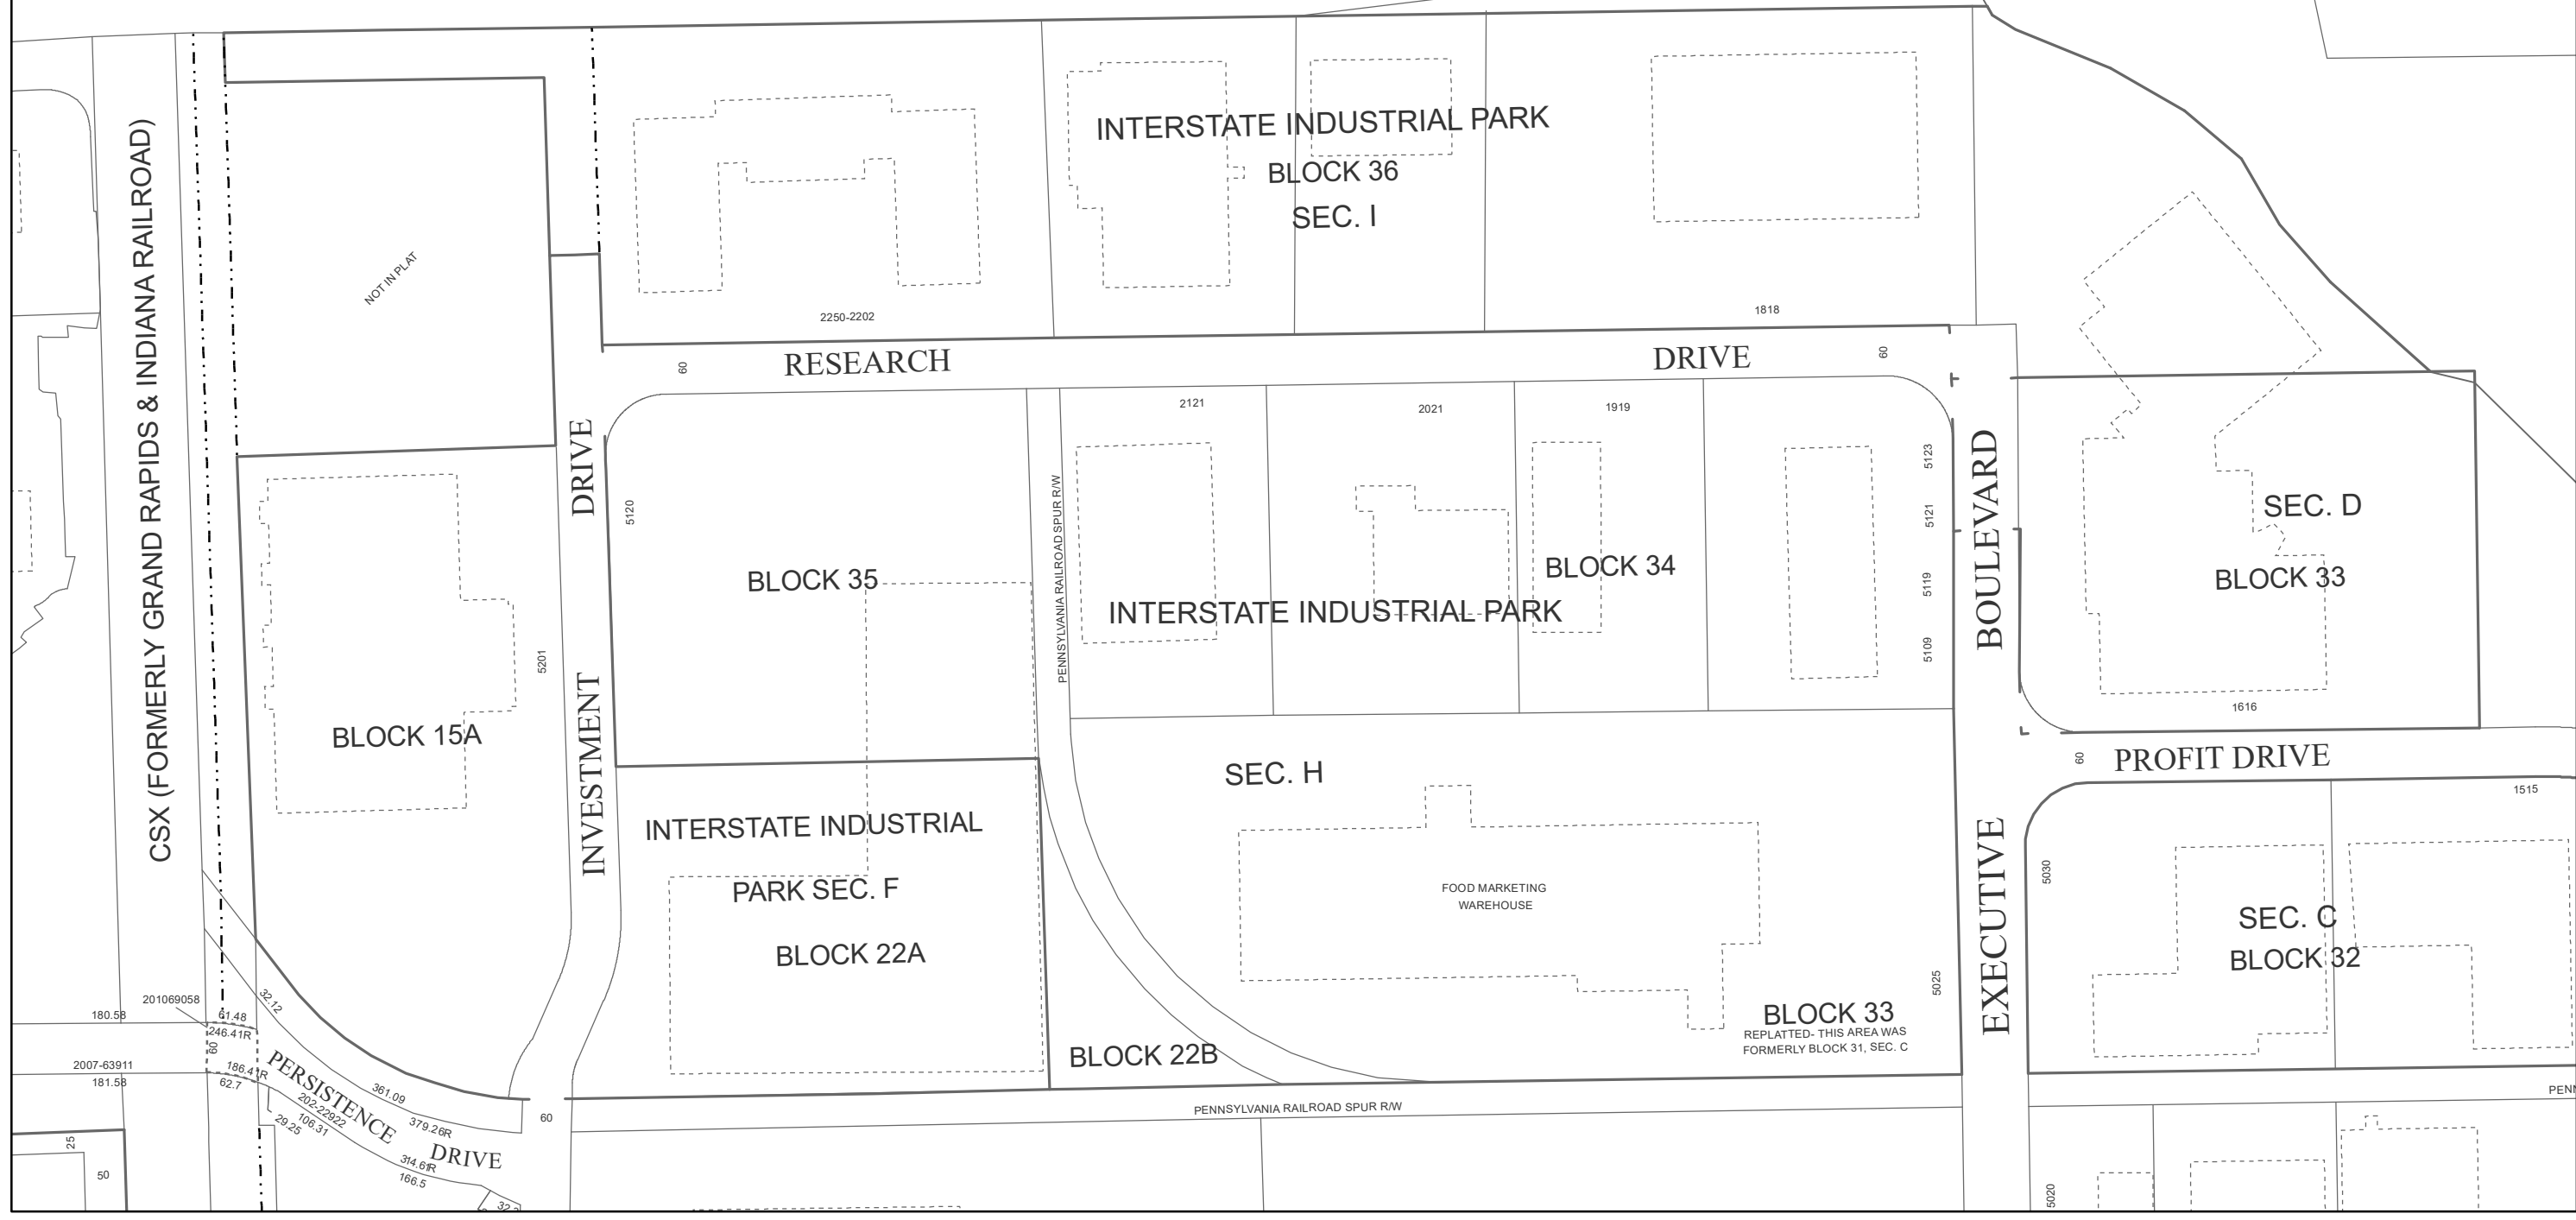 CSX (FORMERLY GRAND RAPIDS & INDIANA RAILROAD)
NOT IN PLAT
INTERSTATE INDUSTRIAL PARK
BLOCK 36
SEC. I
2250-2202
1818
60
RESEARCH
DRIVE
60
2121
2021
1919
DRIVE
INVESTMENT
5120
5201
BLOCK 15A
BLOCK 35
PENNSYLVANIA RAILROAD SPUR R/W
BLOCK 34
INTERSTATE INDUSTRIAL PARK
5123
5121
5119
5109
BOULEVARD
EXECUTIVE
SEC. D
BLOCK 33
1616
60
PROFIT DRIVE
1515
SEC. H
INTERSTATE INDUSTRIAL
PARK SEC. F
BLOCK 22A
FOOD MARKETING
WAREHOUSE
5030
SEC. C
BLOCK 32
5025
BLOCK 33
REPLATTED- THIS AREA WAS
FORMERLY BLOCK 31, SEC. C
BLOCK 22B
201069058
32.12
180.58
61.48
246.41R
60
2007-63911
181.58
186.41R
62.7
PERSISTENCE
DRIVE
361.09
379.26R
202-22922
106.31
29.25
314.61R
166.5
60
PENNSYLVANIA RAILROAD SPUR R/W
PENN
25
50
5020